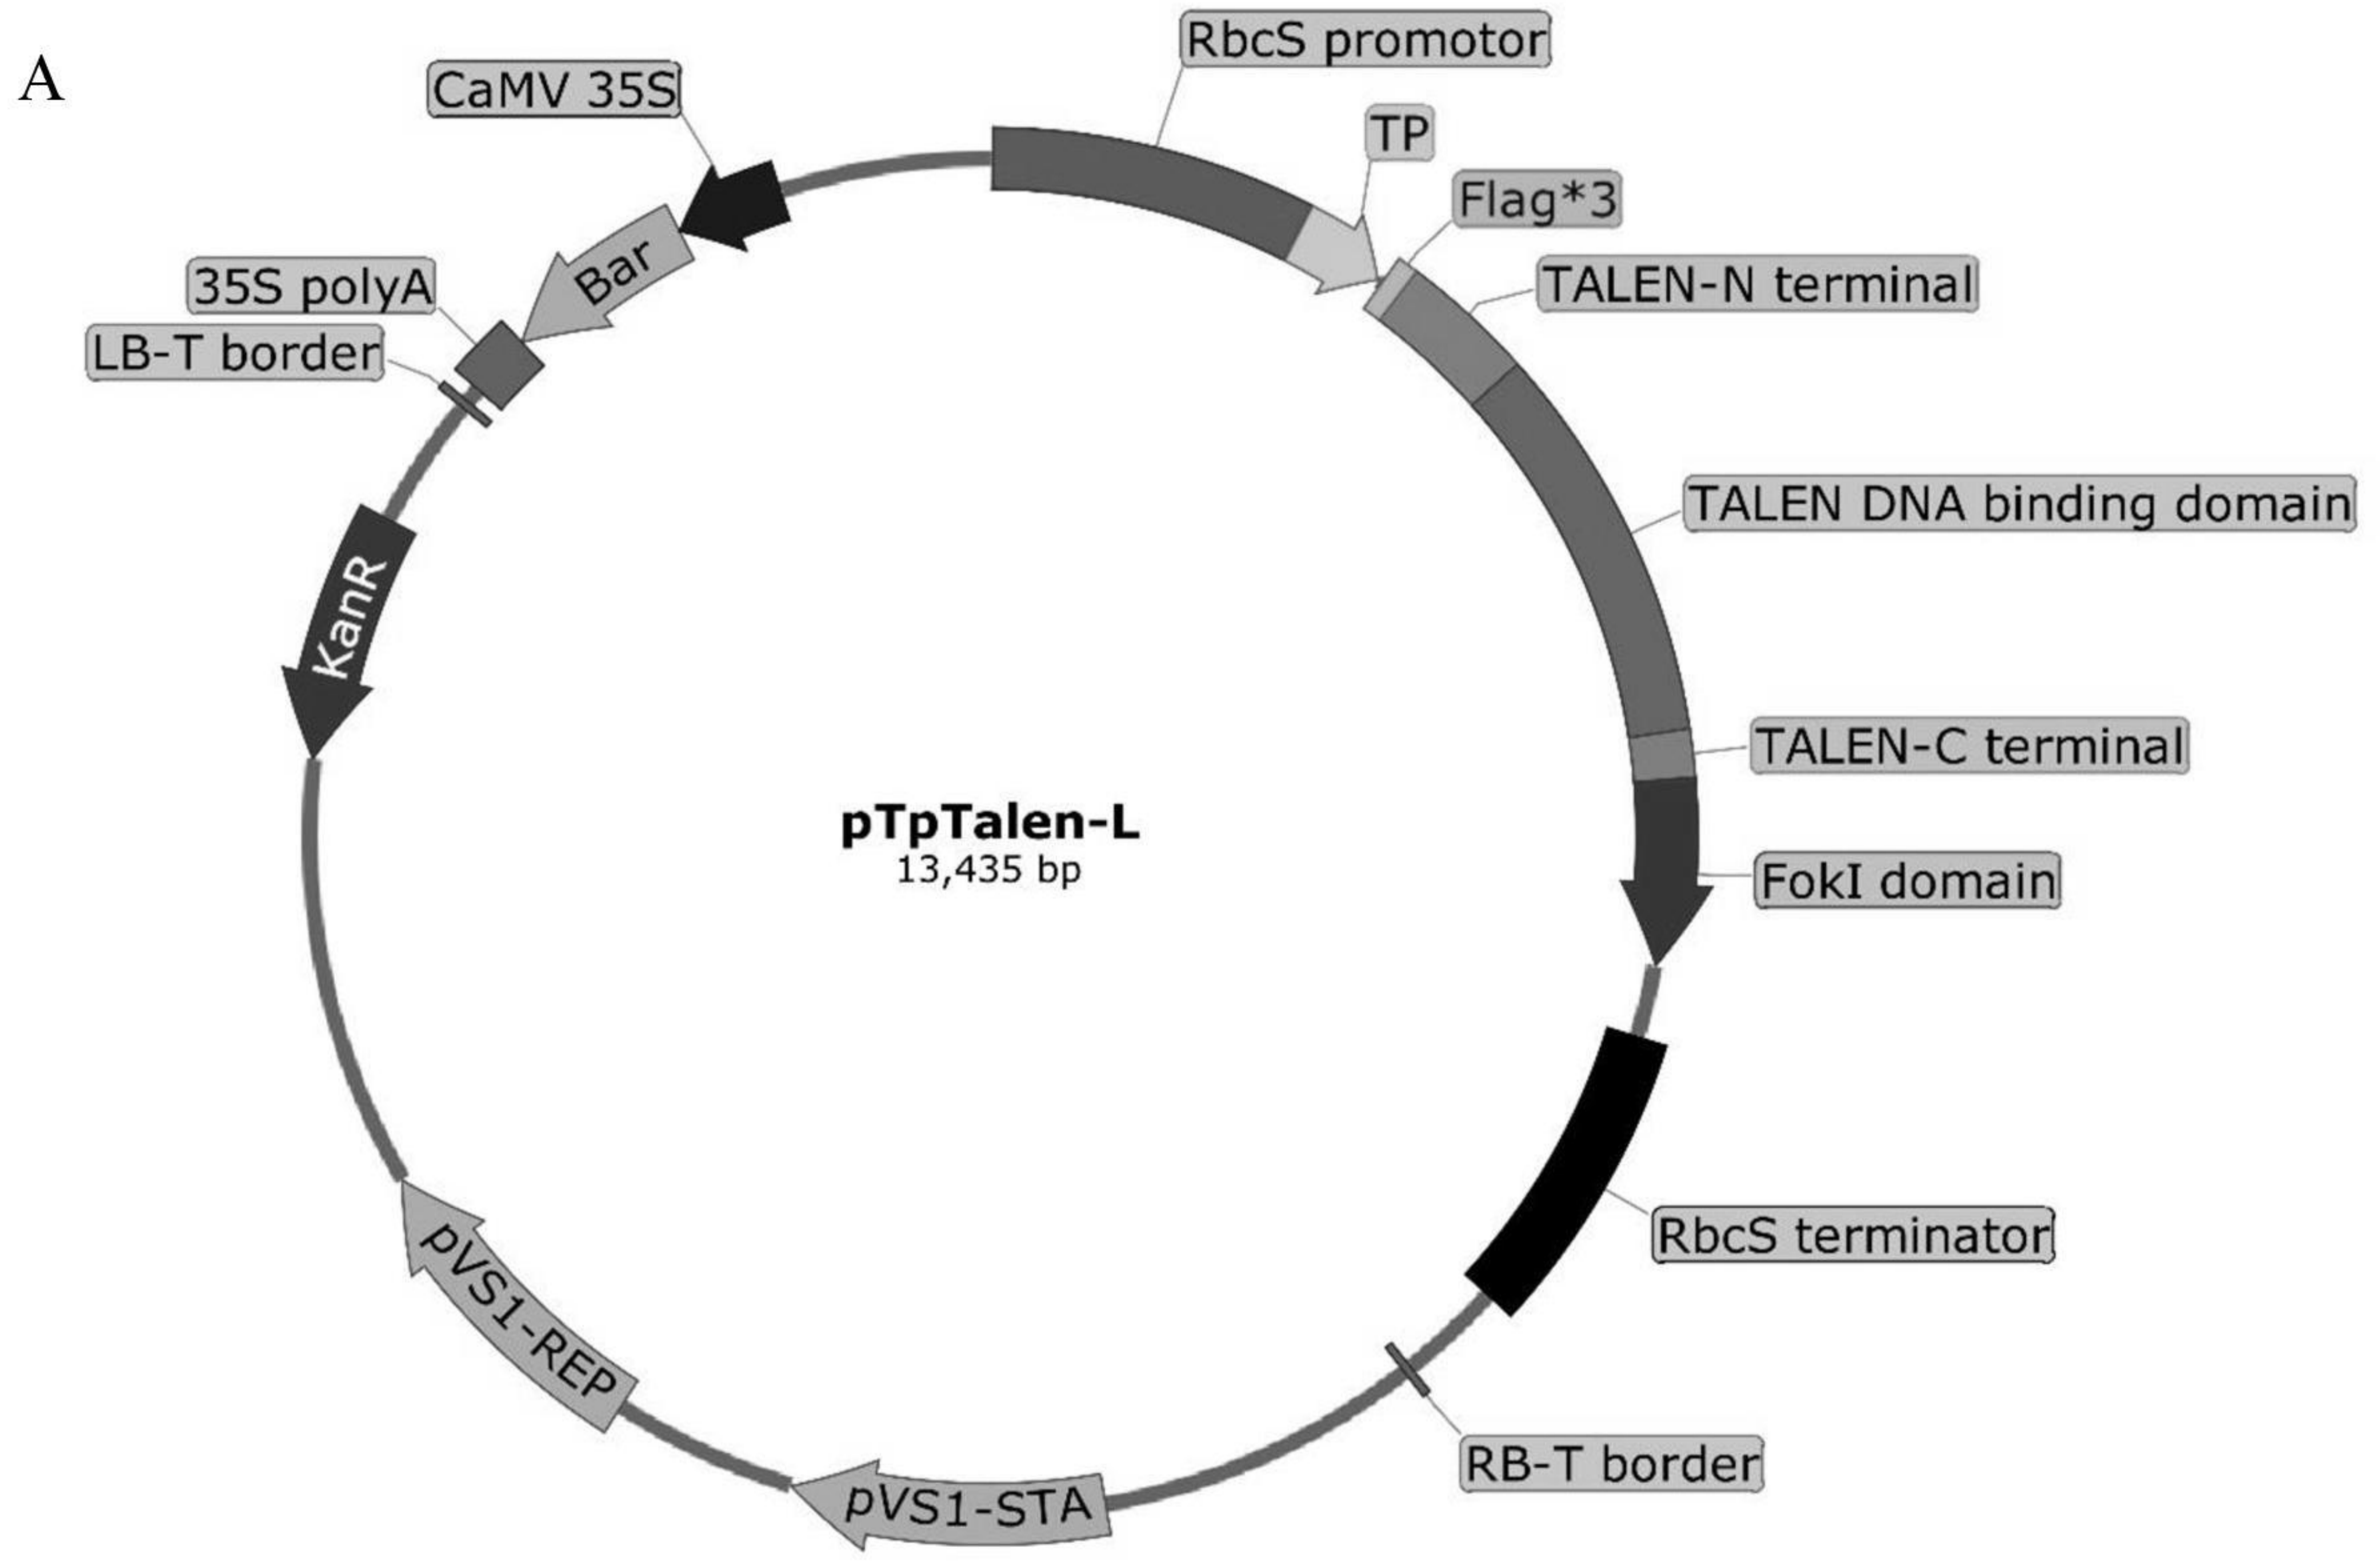 A
RbcS promotor
CaMV 35S
TP
Flag*3
TALEN-N terminal
Bar
35S polyA
LB-T border
TALEN DNA binding domain
KanR
TALEN-C terminal
pTpTalen-L
13,435 bp
FokI domain
RbcS terminator
pVS1-REP
RB-T border
pVS1-STA